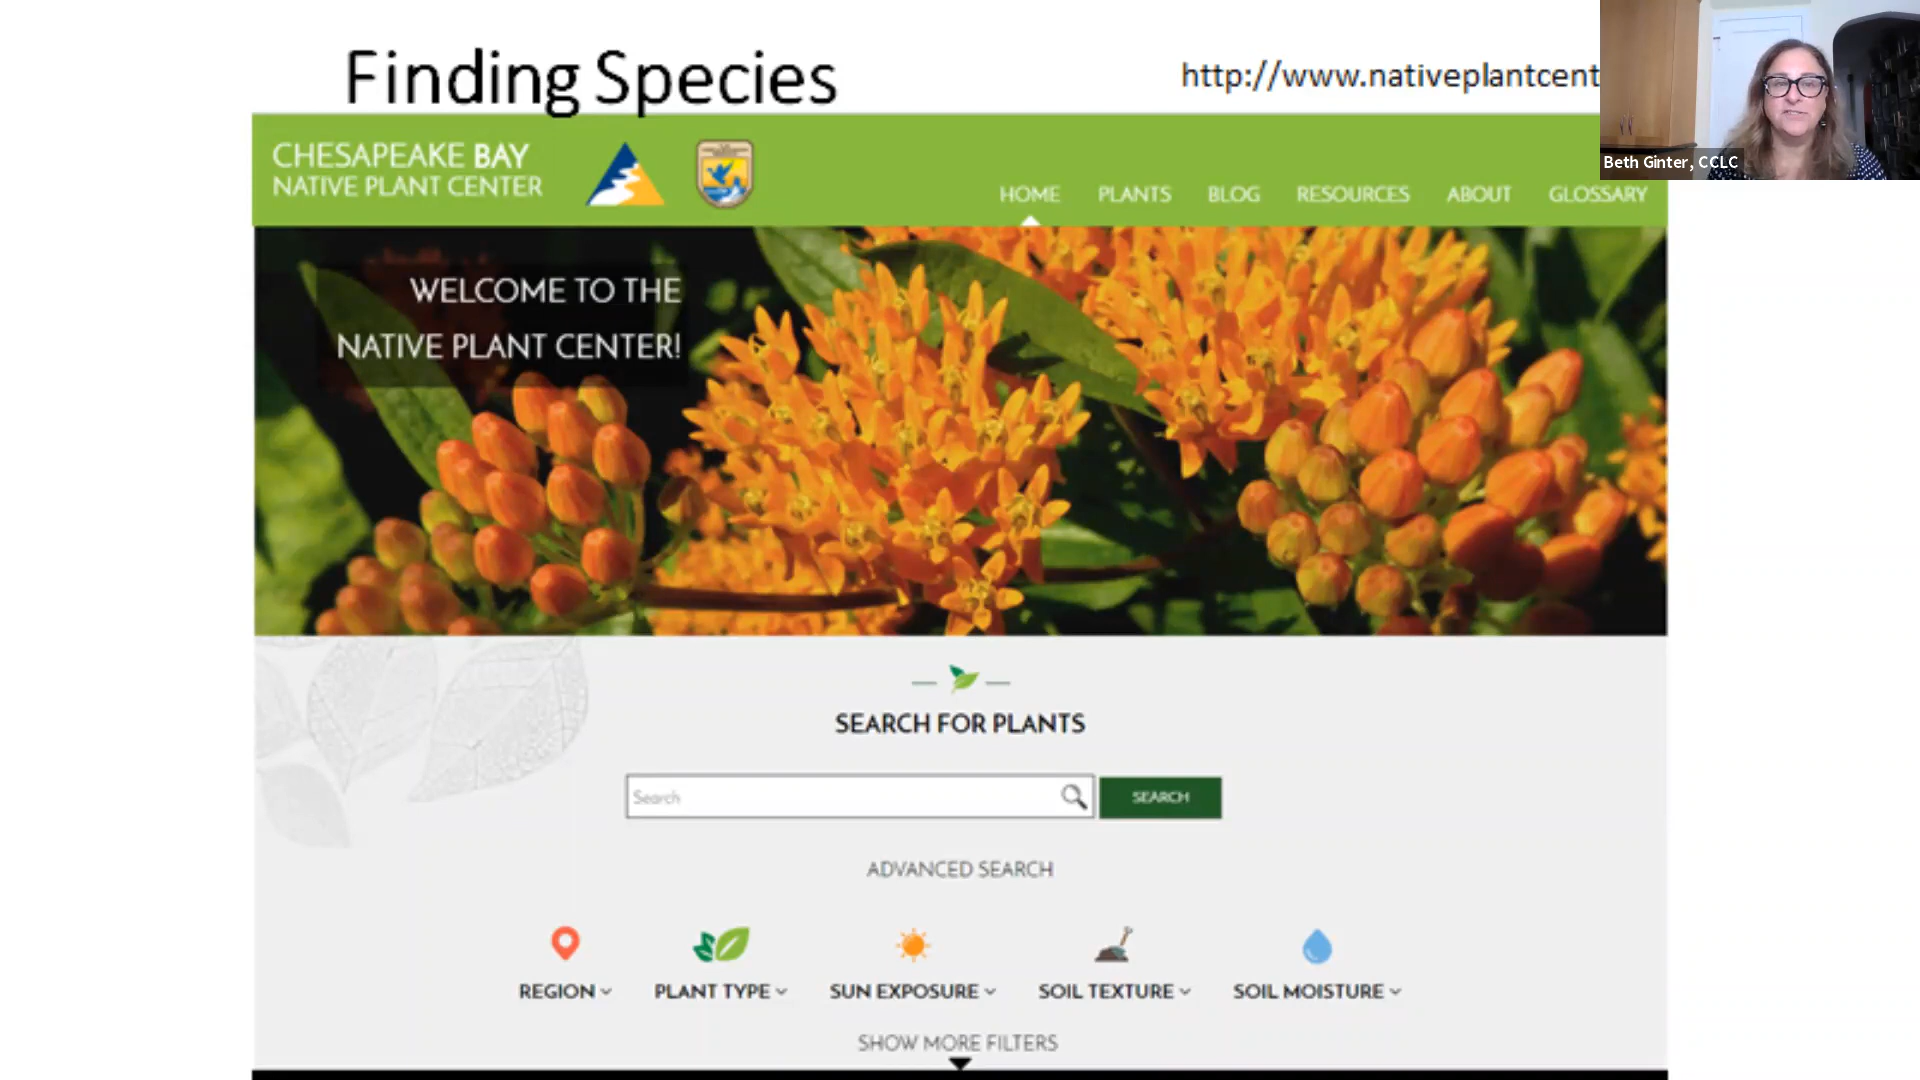 Finding Species
http://www.nativeplantcent
Beth Ginter, CCLC
CHESAPEAKE BAY
NATIVE PLANT CENTER
HOME PLANTS BLOG RESOURCES ABOUT GLOSSARY
WELCOME TO THE
NATIVE PLANT CENTER!
SEARCH FOR PLANTS
Search
SEARCH
ADVANCED SEARCH
REGION PLANT TYPE SUN EXPOSURE SOIL TEXTURE SOIL MOISTURE
SHOW MORE FILTERS